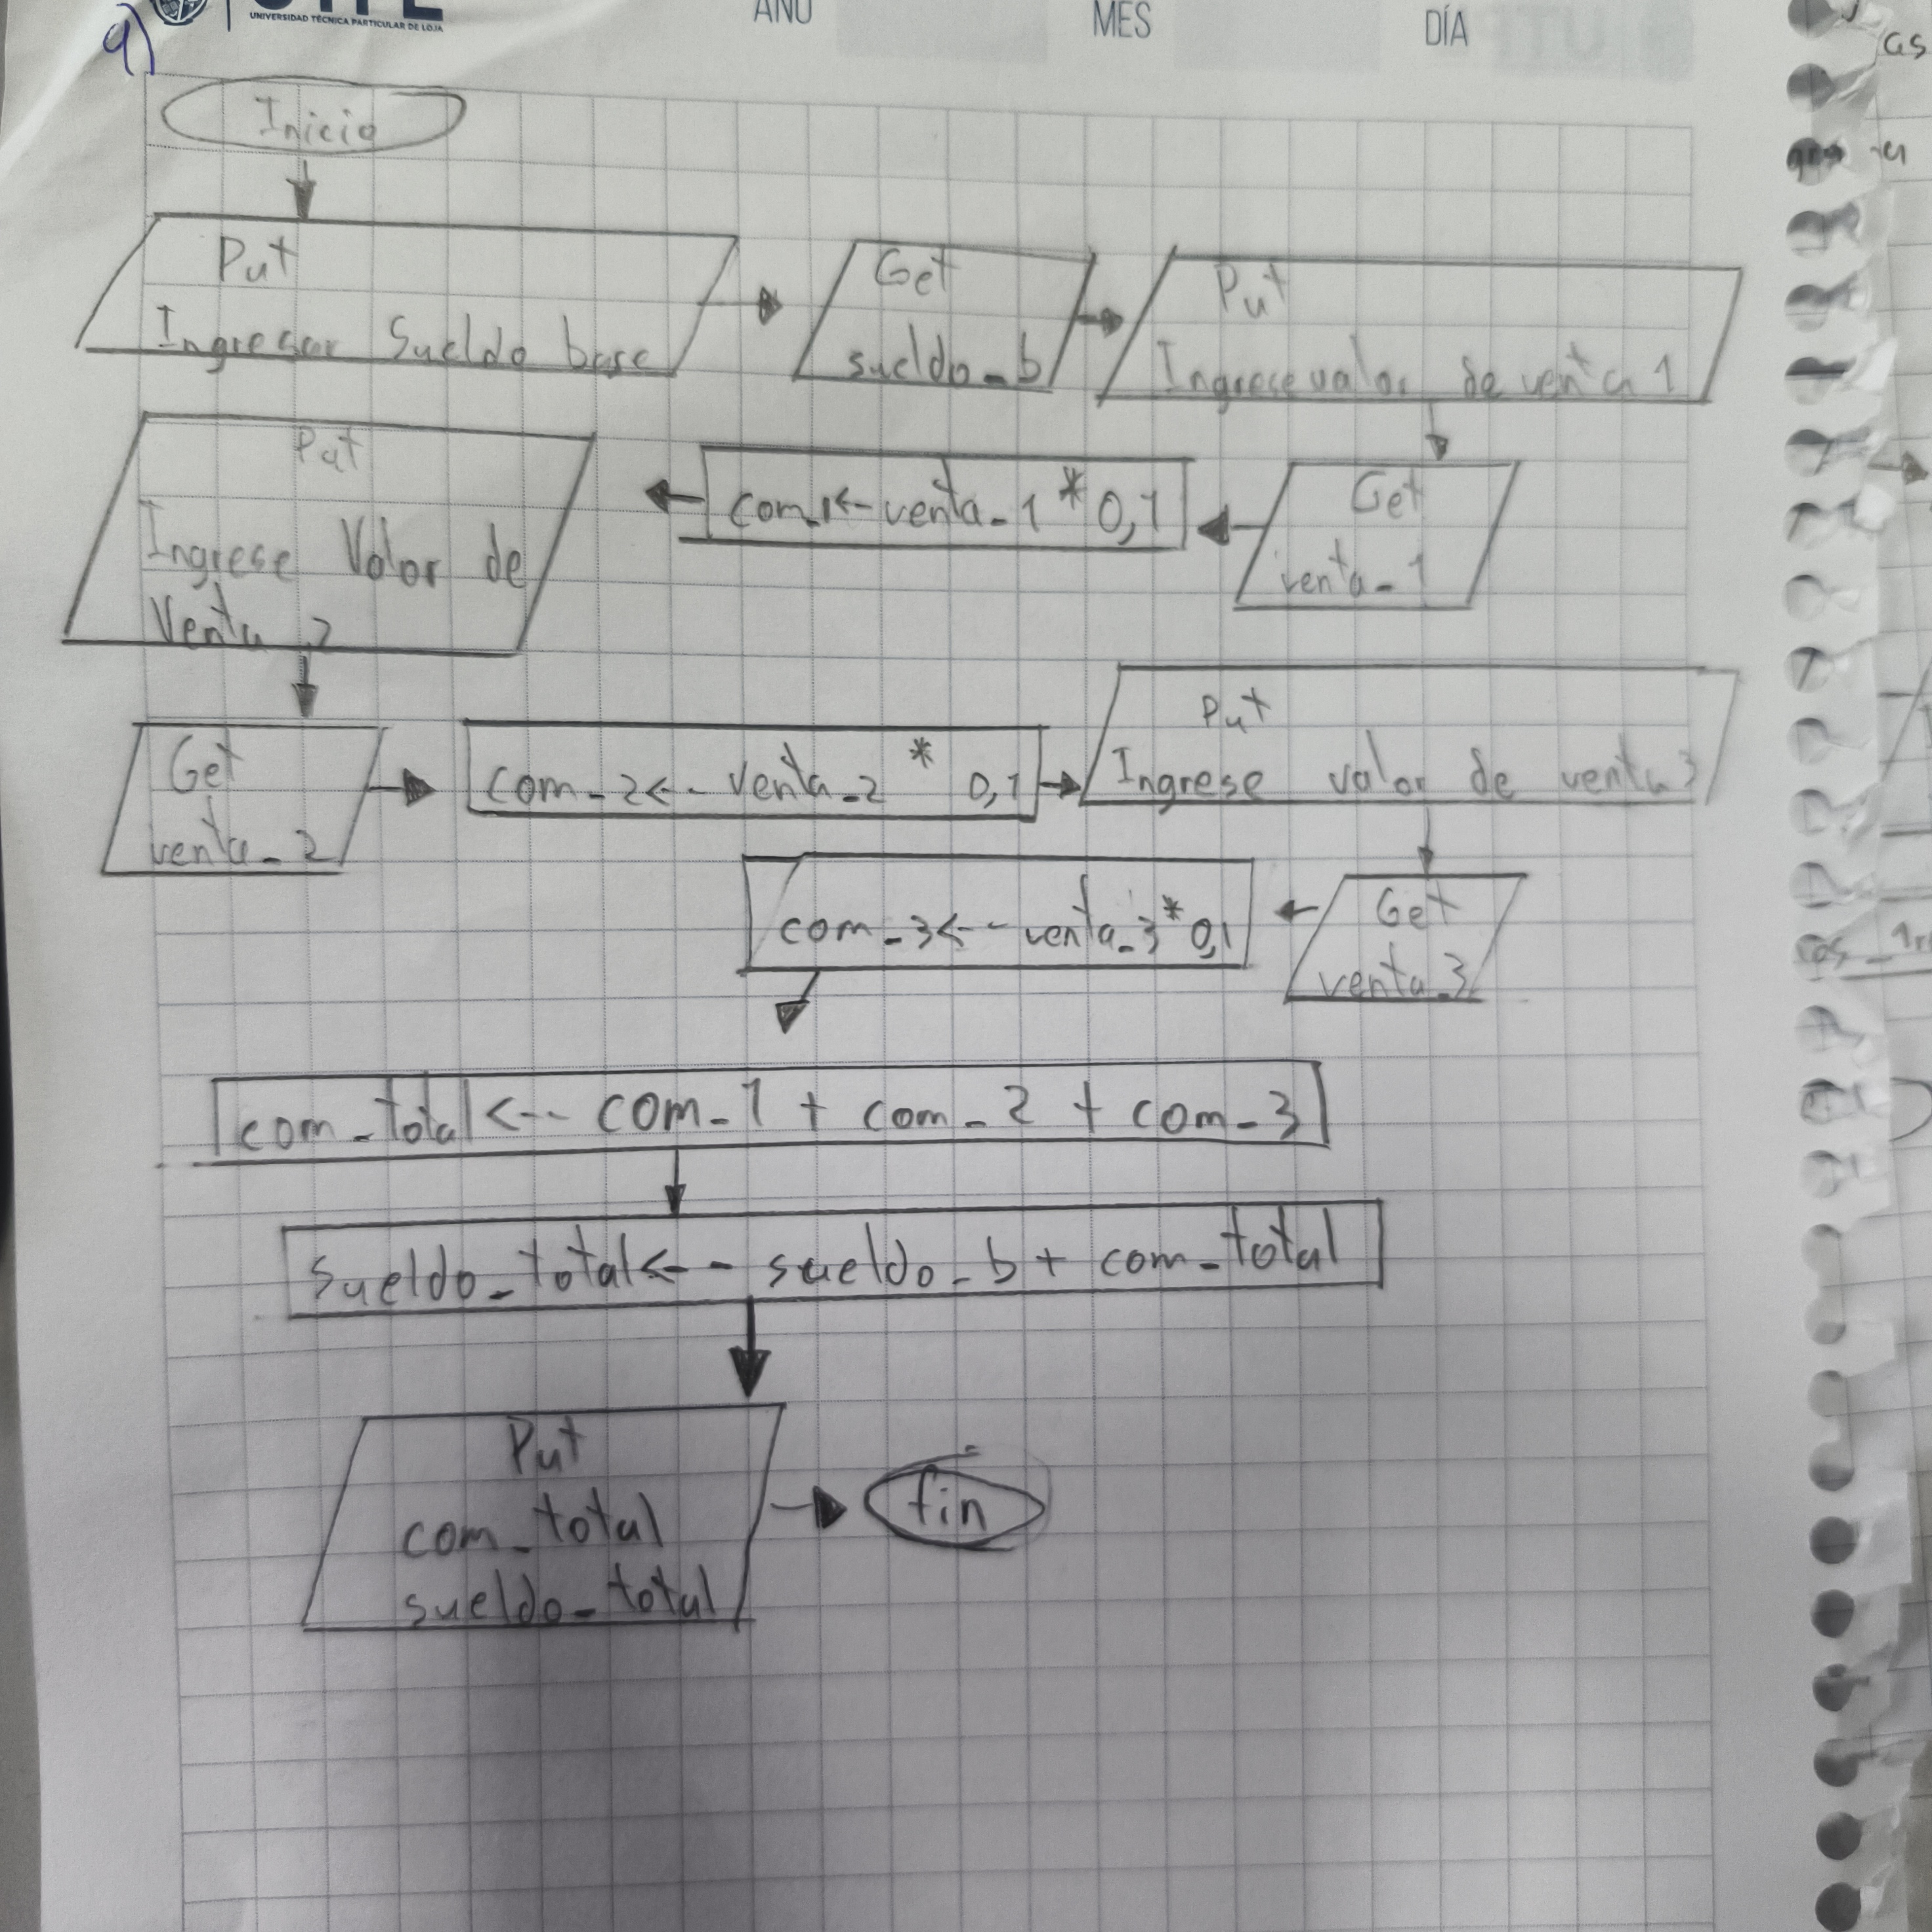 UNIVERSIDAD TÉCNICA PARTICULAR DE LOJA
AÑO
MES
DÍA
9)
Inicio
Put
Ingresar Sueldo base
Get
sueldo_b
Put
Ingrese valor de venta 1
Get
venta_1
com_1<-venta_1 * 0,1
Put
Ingrese Valor de
Venta 2
Get
venta_2
com_2<-- venta_2 * 0,1
Put
Ingrese valor de venta 3
Get
venta_3
com_3<-- venta_3 * 0,1
com_total <-- com_1 + com_2 + com_3
sueldo_total<-- sueldo_b + com_total
Put
com_total
sueldo_total
fin
as